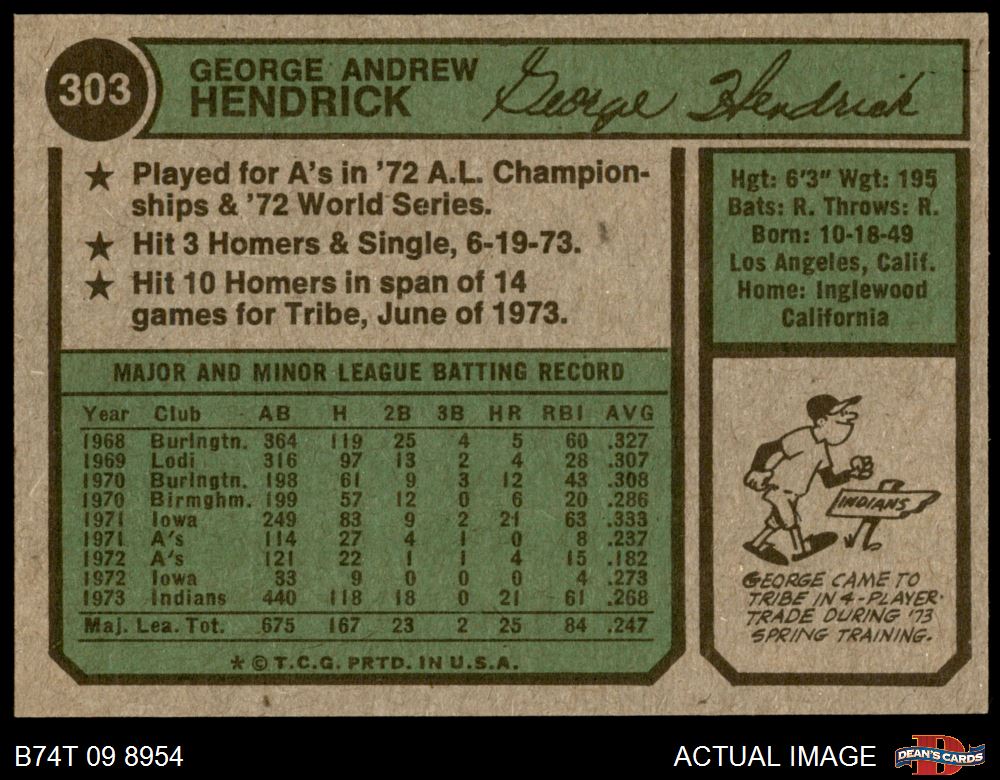 303
GEORGE ANDREW
HENDRICK
George Hendrick
★ Played for A's in '72 A.L. Champion-
ships & '72 World Series.
★ Hit 3 Homers & Single, 6-19-73.
★ Hit 10 Homers in span of 14
games for Tribe, June of 1973.
Hgt: 6'3" Wgt: 195
Bats: R. Throws: R.
Born: 10-18-49
Los Angeles, Calif.
Home: Inglewood
California
MAJOR AND MINOR LEAGUE BATTING RECORD
Year Club AB H 2B 3B HR RBI AVG
1968 Burlngtn. 364 119 25 4 5 60 .327
1969 Lodi 316 97 13 2 4 28 .307
1970 Burlngtn. 198 61 9 3 12 43 .308
1970 Birmghm. 199 57 12 0 6 20 .286
1971 Iowa 249 83 9 2 21 63 .333
1971 A's 114 27 4 1 0 8 .237
1972 A's 121 22 1 1 4 15 .182
1972 Iowa 33 9 0 0 0 4 .273
1973 Indians 440 118 18 0 21 61 .268
Maj. Lea. Tot. 675 167 23 2 25 84 .247
★ © T.C.G. PRTD. IN U.S.A.
INDIANS
GEORGE CAME TO
TRIBE IN 4-PLAYER
TRADE DURING '73
SPRING TRAINING.
B74T 09 8954
ACTUAL IMAGE
DEAN'S CARDS